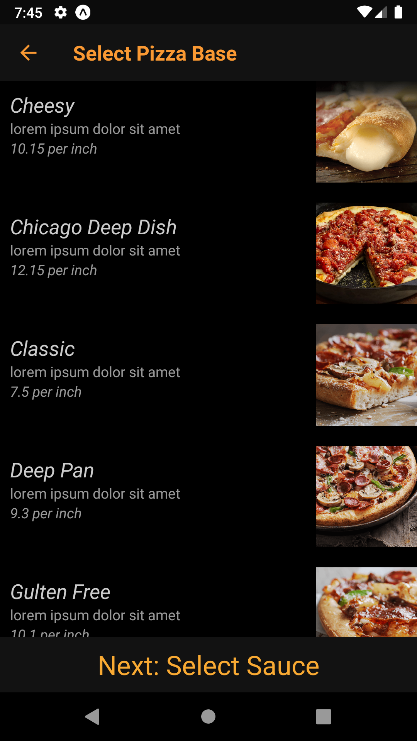 7:45
Select Pizza Base
Cheesy
lorem ipsum dolor sit amet
10.15 per inch
Chicago Deep Dish
lorem ipsum dolor sit amet
12.15 per inch
Classic
lorem ipsum dolor sit amet
7.5 per inch
Deep Pan
lorem ipsum dolor sit amet
9.3 per inch
Gulten Free
lorem ipsum dolor sit amet
10.1 per inch
Next: Select Sauce